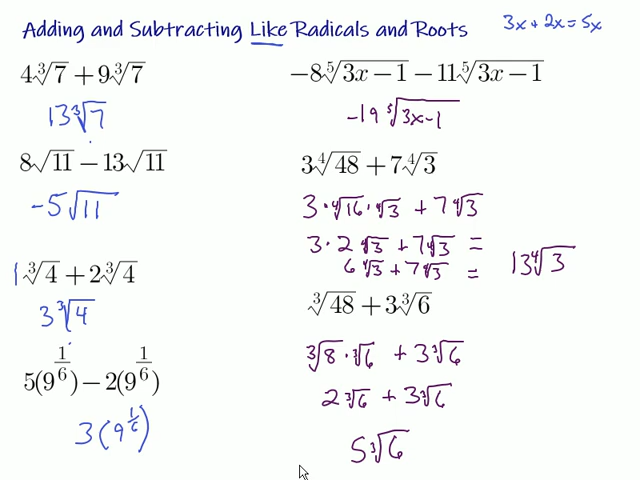 Adding and Subtracting Like Radicals and Roots
3x + 2x = 5x
4∛7 + 9∛7
13∛7
8√11 − 13√11
-5√11
1∛4 + 2∛4
3∛4
5(9^(1/6)) − 2(9^(1/6))
3(9^(1/6))
−8⁵√(3x − 1) − 11⁵√(3x − 1)
-19⁵√(3x-1)
3⁴√48 + 7⁴√3
3·⁴√16·⁴√3 + 7⁴√3
3·2⁴√3 + 7⁴√3 =
6⁴√3 + 7⁴√3 = 13⁴√3
∛48 + 3∛6
∛8·∛6 + 3∛6
2∛6 + 3∛6
5∛6